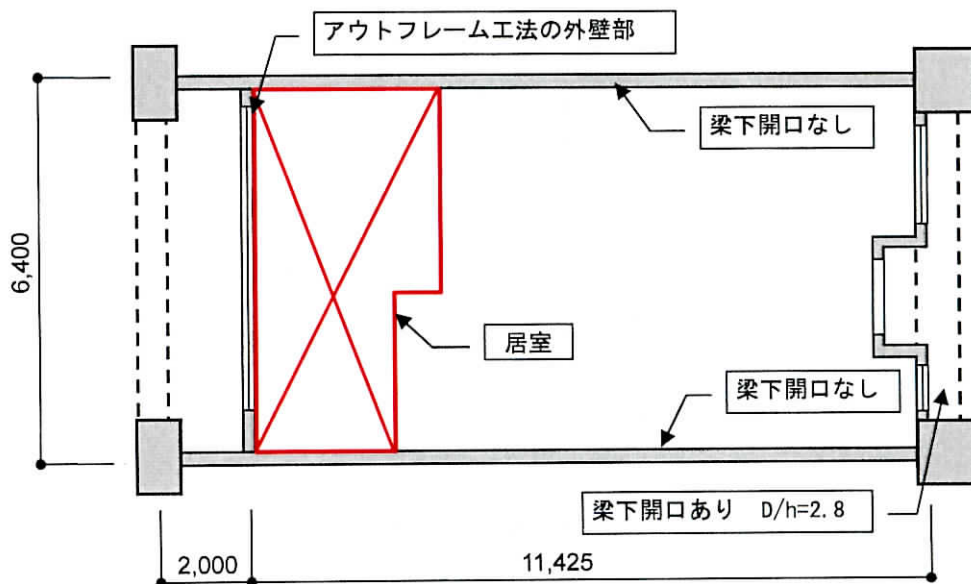 アウトフレーム工法の外壁部
梁下開口なし
6,400
居室
梁下開口なし
梁下開口あり D/h=2.8
2,000
11,425